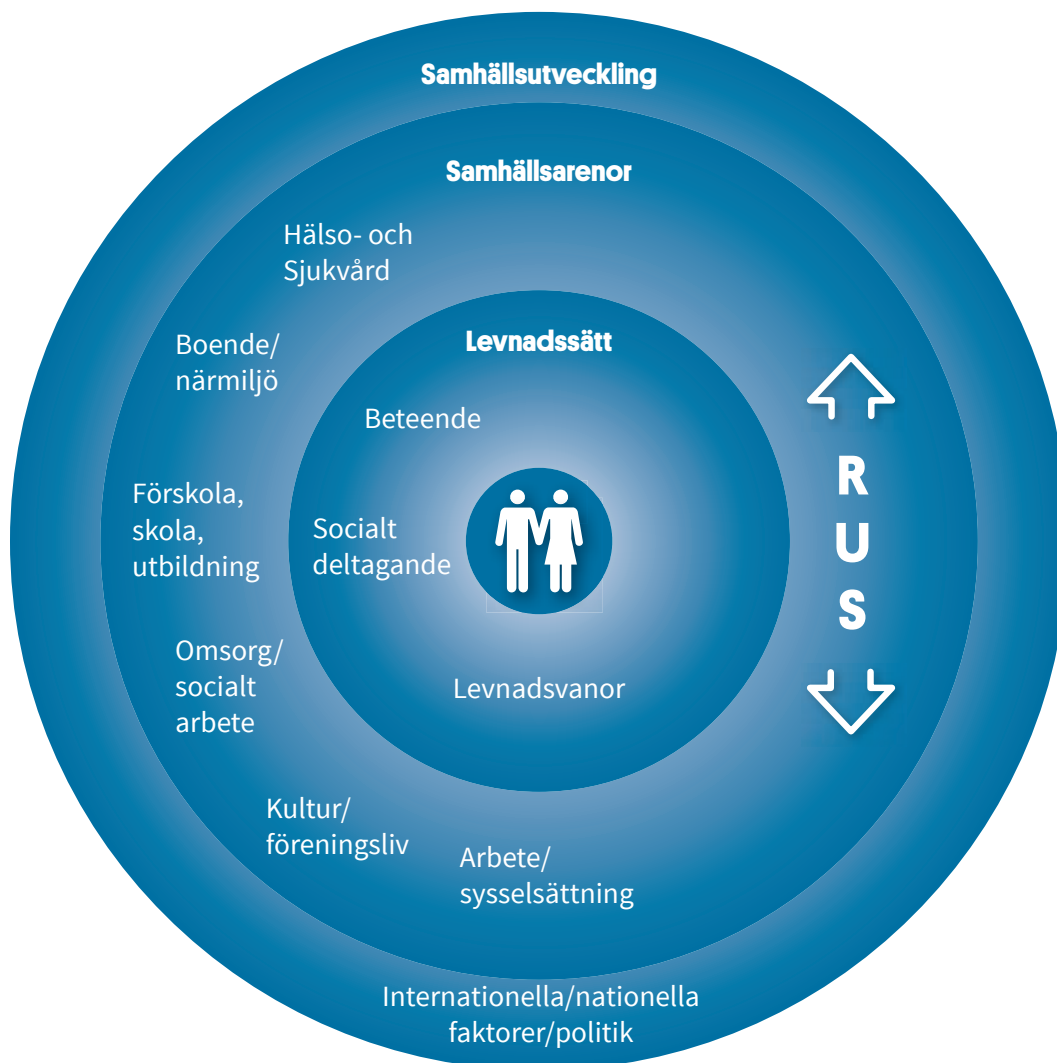 Samhällsutveckling
Samhällsarenor
Hälso- och
Sjukvård
Levnadssätt
Boende/
närmiljö
Beteende
Förskola,
skola,
utbildning
Socialt
deltagande
R
U
S
Omsorg/
socialt
arbete
Levnadsvanor
Kultur/
föreningsliv
Arbete/
sysselsättning
Internationella/nationella
faktorer/politik